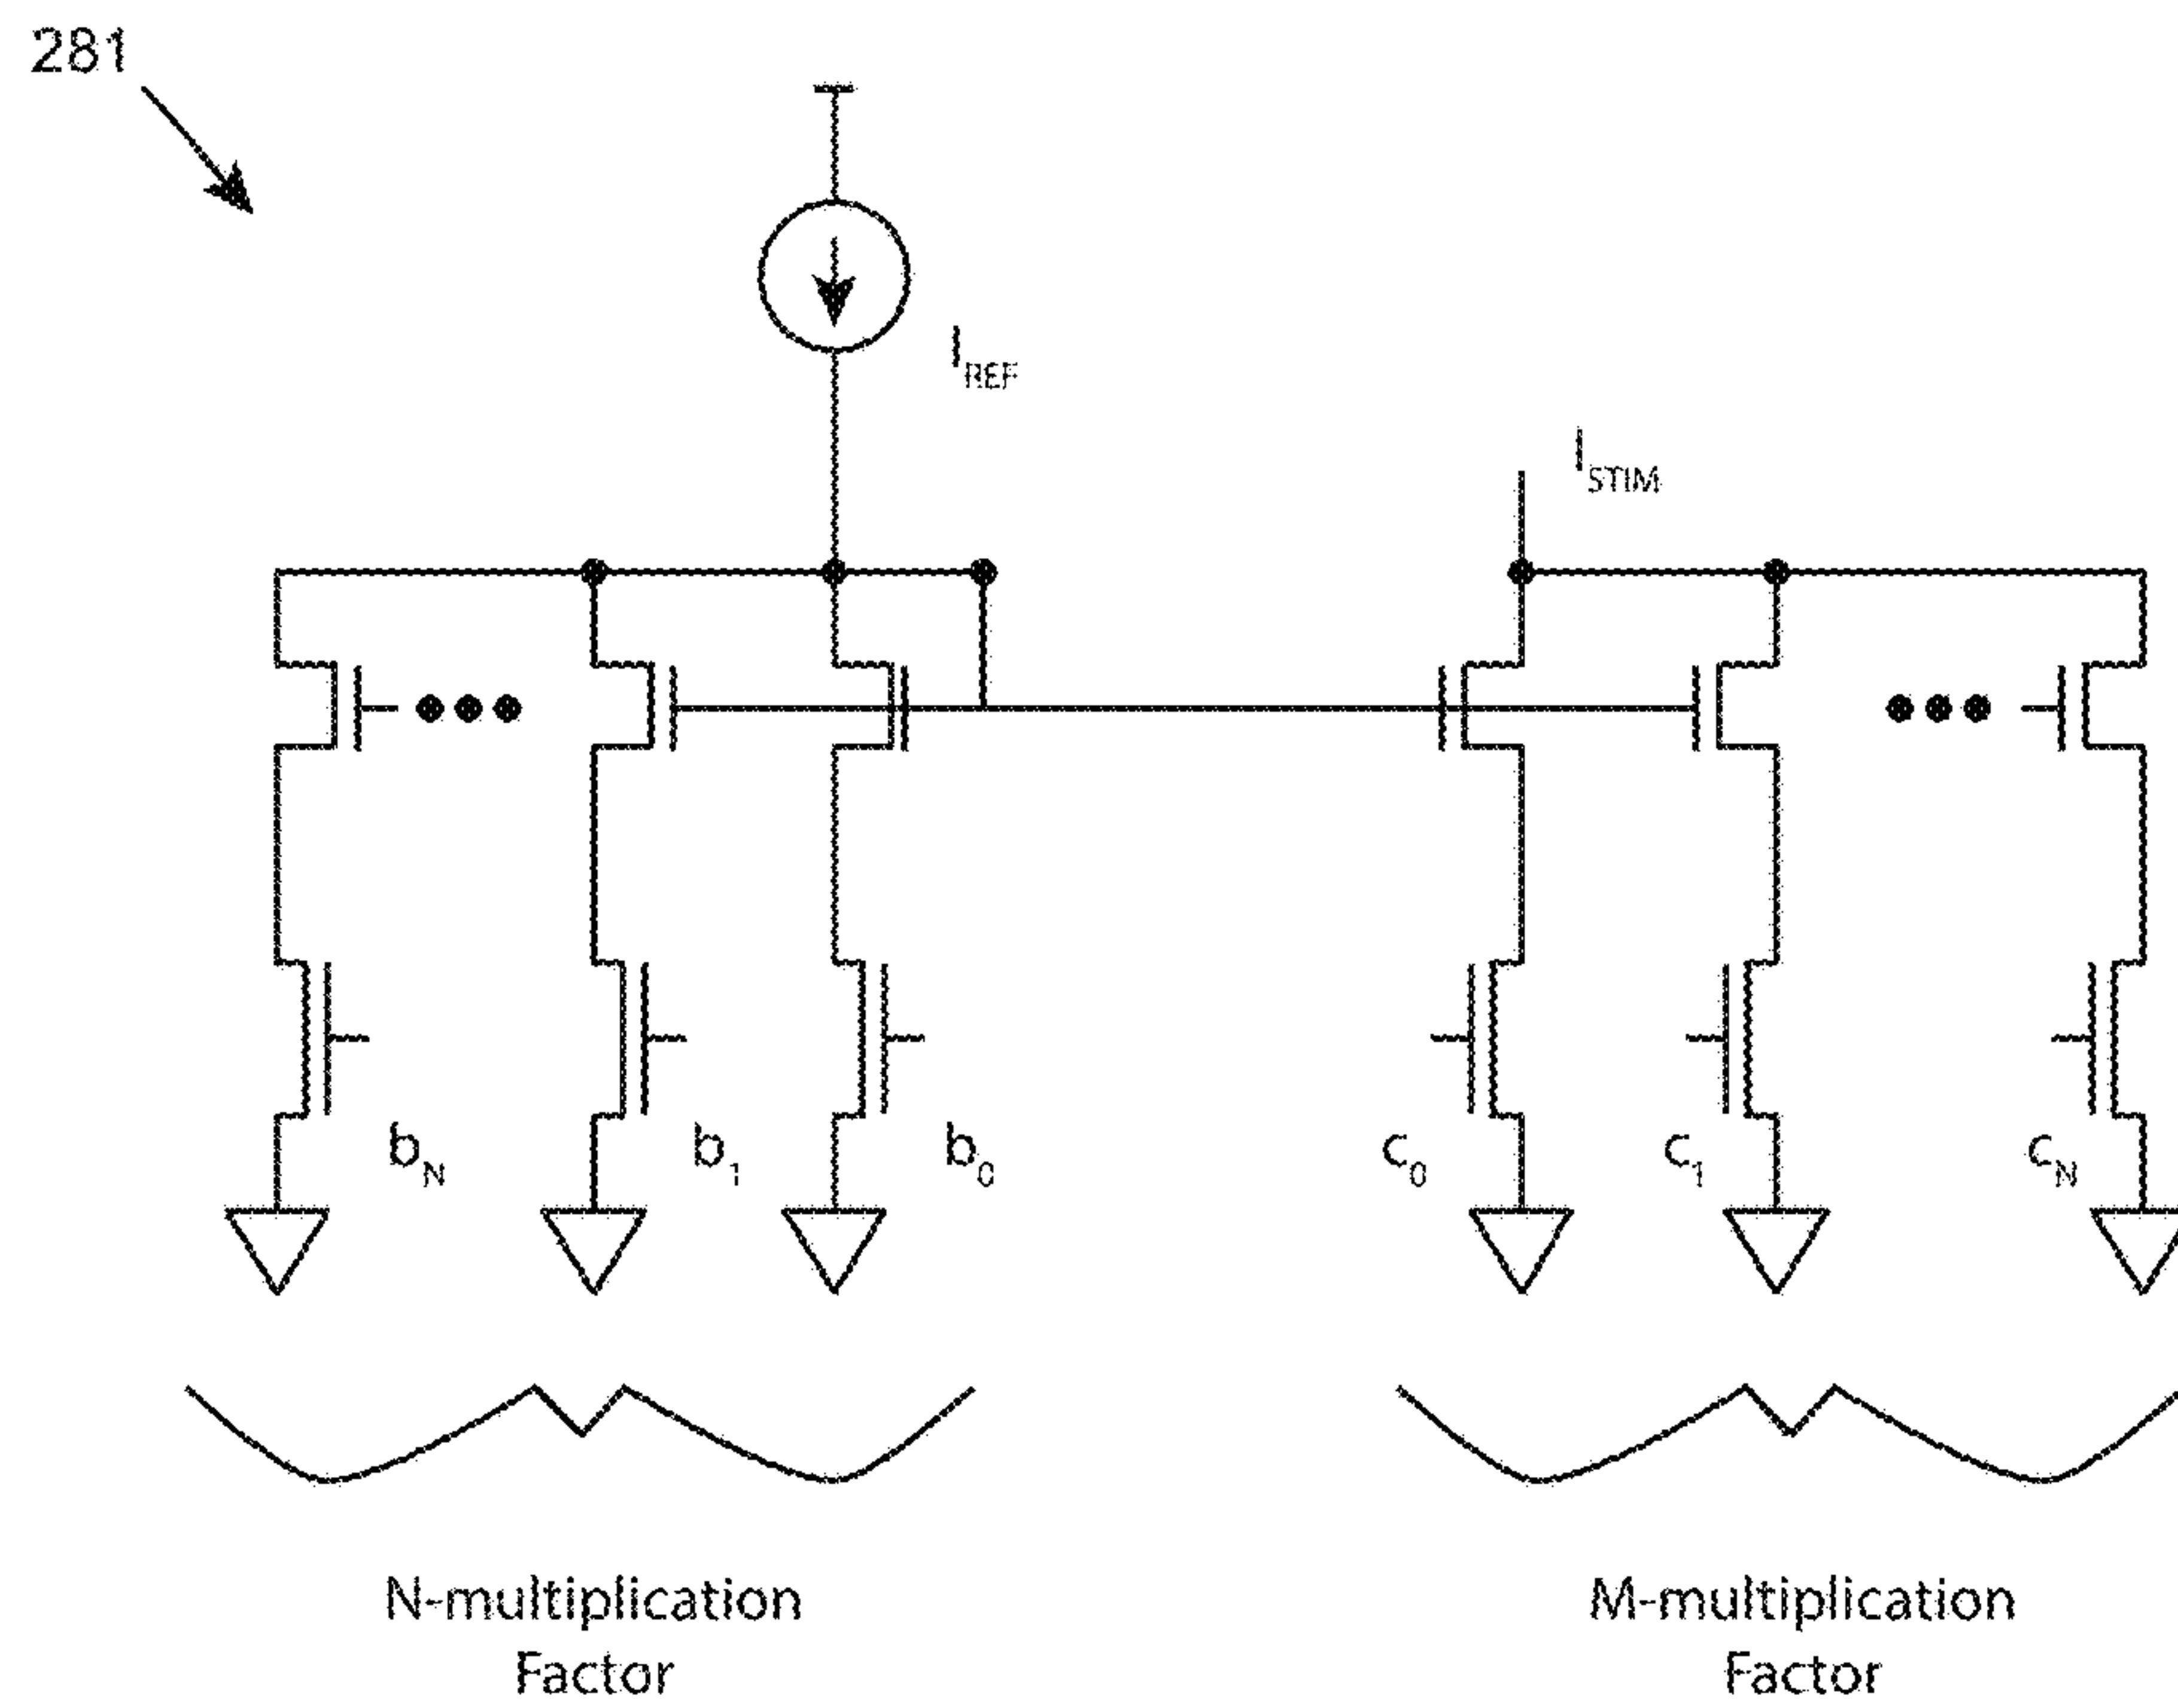 281
I_REF
I_STIM
b_N b_1 b_0 c_0 c_1 c_N
N-multiplication
Factor
M-multiplication
Factor